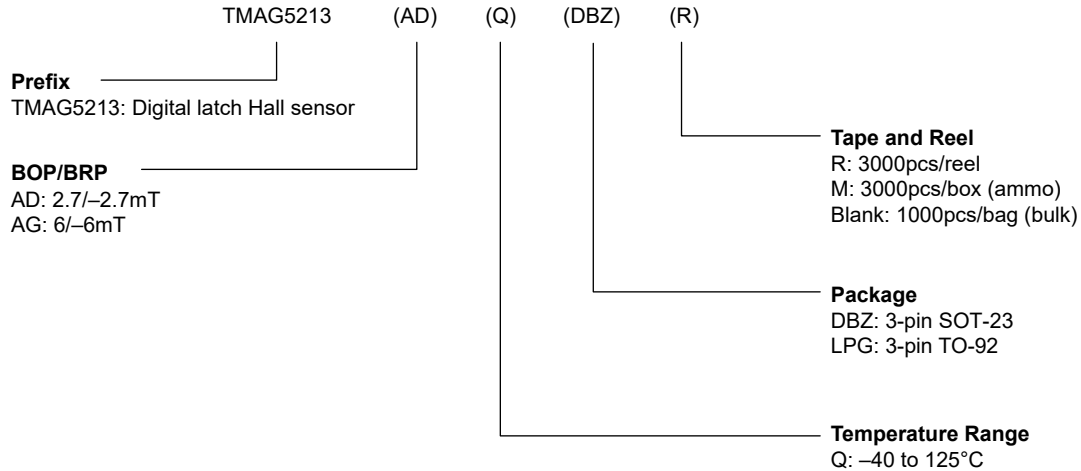 TMAG5213 (AD) (Q) (DBZ) (R)
Prefix
TMAG5213: Digital latch Hall sensor
BOP/BRP
AD: 2.7/–2.7mT
AG: 6/–6mT
Tape and Reel
R: 3000pcs/reel
M: 3000pcs/box (ammo)
Blank: 1000pcs/bag (bulk)
Package
DBZ: 3-pin SOT-23
LPG: 3-pin TO-92
Temperature Range
Q: –40 to 125°C